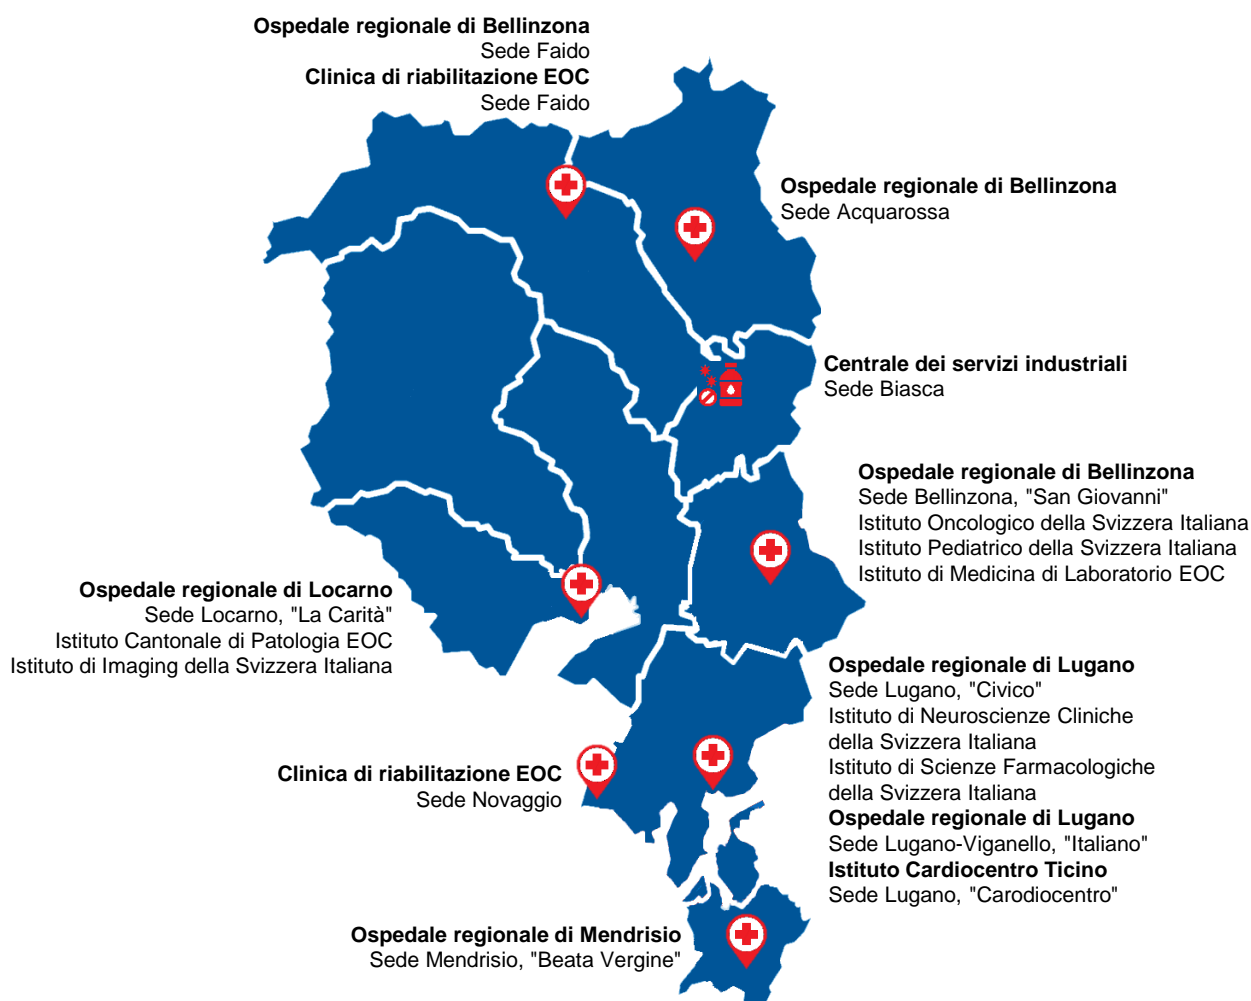 Ospedale regionale di Bellinzona
Sede Faido
Clinica di riabilitazione EOC
Sede Faido
Ospedale regionale di Bellinzona
Sede Acquarossa
Centrale dei servizi industriali
Sede Biasca
Ospedale regionale di Bellinzona
Sede Bellinzona, "San Giovanni"
Istituto Oncologico della Svizzera Italiana
Istituto Pediatrico della Svizzera Italiana
Istituto di Medicina di Laboratorio EOC
Ospedale regionale di Locarno
Sede Locarno, "La Carità"
Istituto Cantonale di Patologia EOC
Istituto di Imaging della Svizzera Italiana
Ospedale regionale di Lugano
Sede Lugano, "Civico"
Istituto di Neuroscienze Cliniche
della Svizzera Italiana
Istituto di Scienze Farmacologiche
della Svizzera Italiana
Ospedale regionale di Lugano
Sede Lugano-Viganello, "Italiano"
Istituto Cardiocentro Ticino
Sede Lugano, "Carodiocentro"
Clinica di riabilitazione EOC
Sede Novaggio
Ospedale regionale di Mendrisio
Sede Mendrisio, "Beata Vergine"